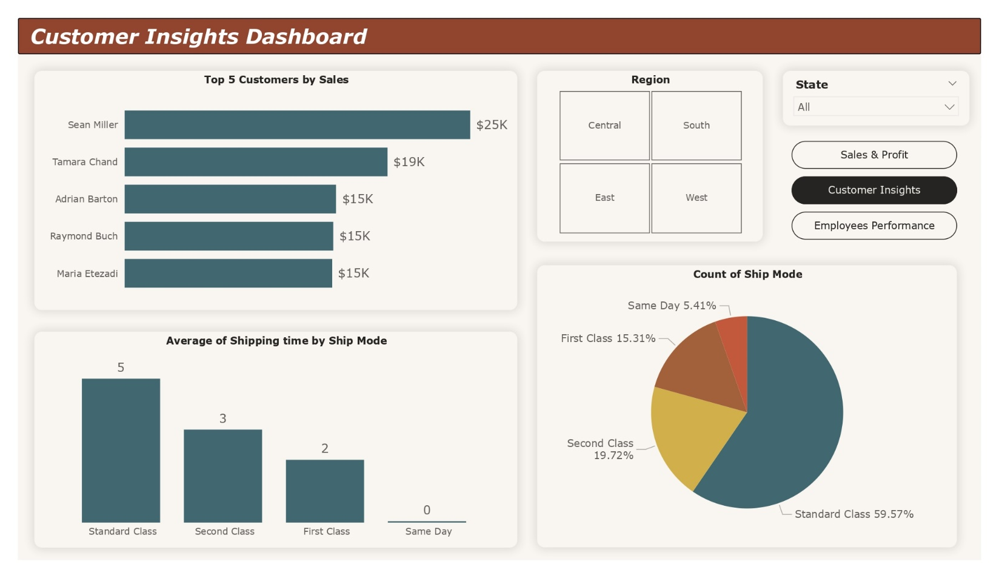 Customer Insights Dashboard
Top 5 Customers by Sales
Sean Miller $25K
Tamara Chand $19K
Adrian Barton $15K
Raymond Buch $15K
Maria Etezadi $15K
Region
Central South
East West
State
All
Sales & Profit
Customer Insights
Employees Performance
Average of Shipping time by Ship Mode
5
3
2
0
Standard Class Second Class First Class Same Day
Count of Ship Mode
Same Day 5.41%
First Class 15.31%
Second Class
19.72%
Standard Class 59.57%